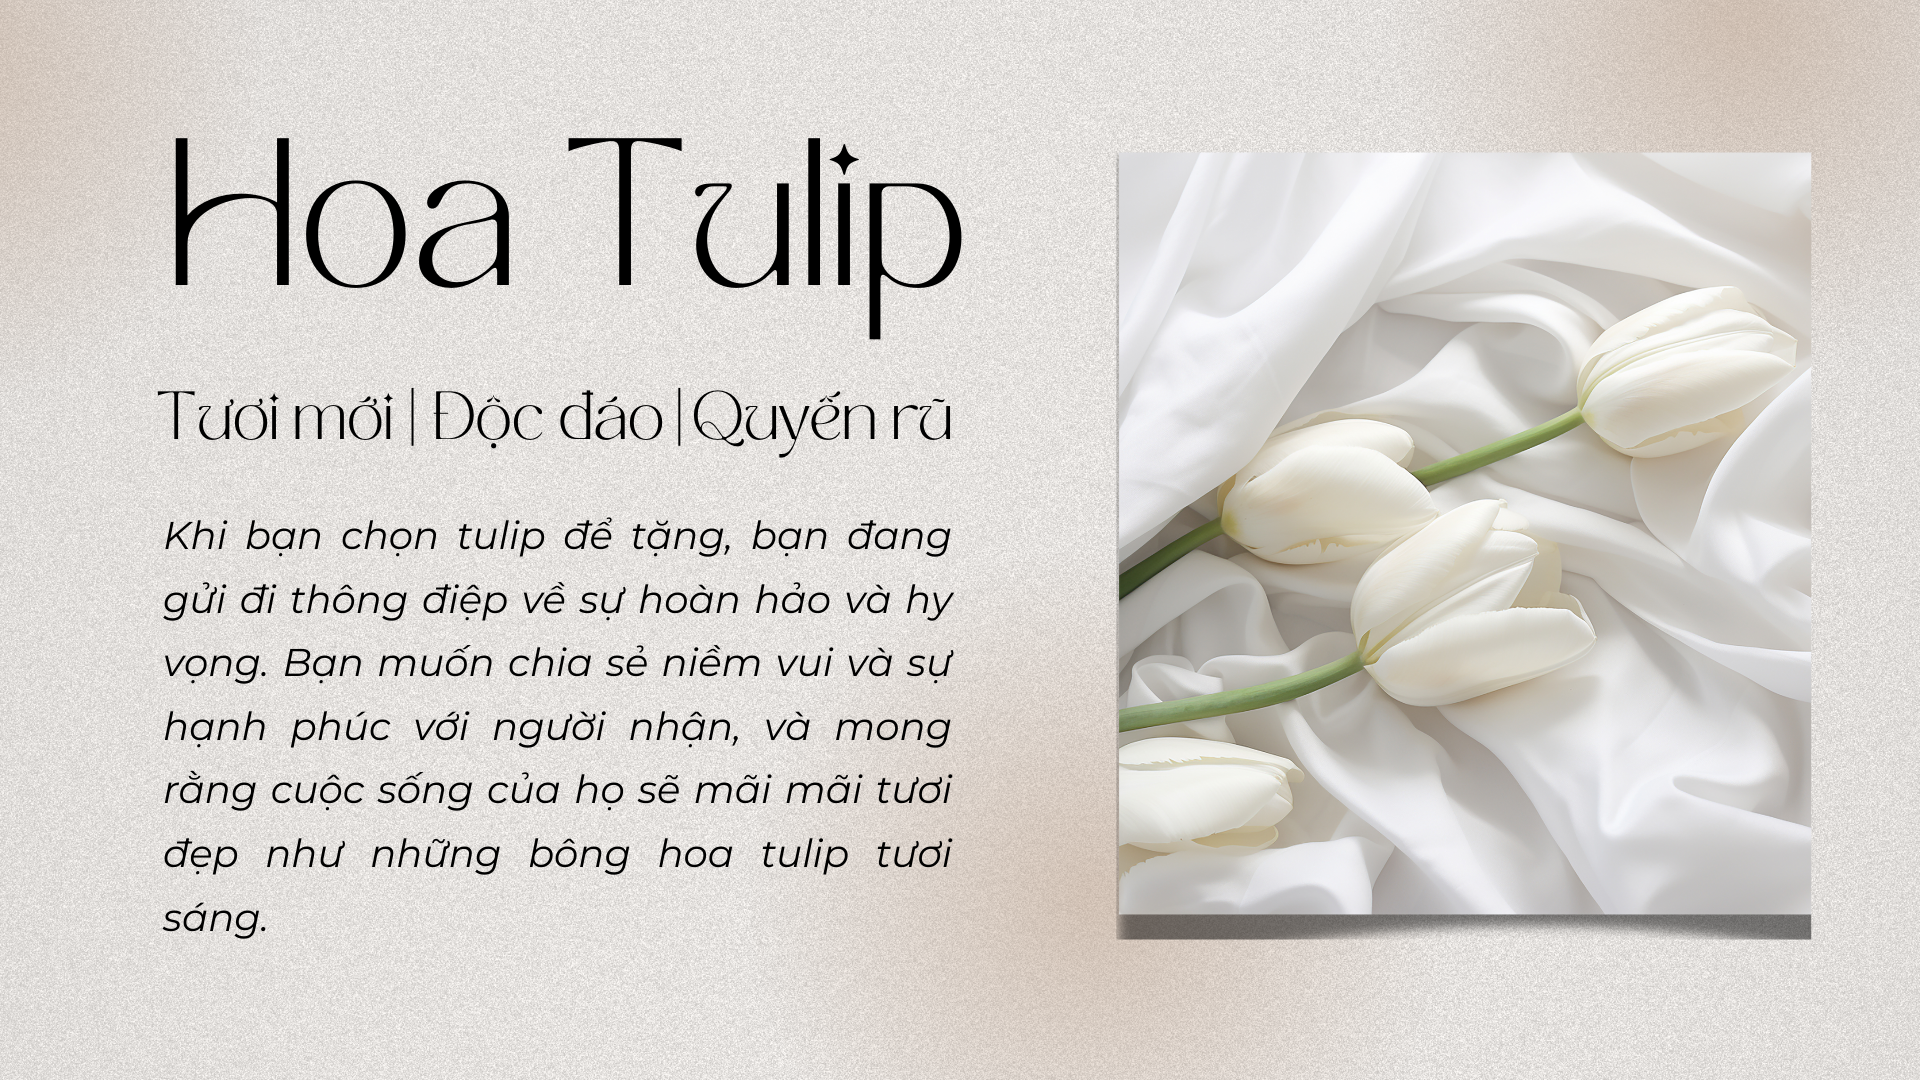 Hoa Tulip
Tươi mới | Độc đáo | Quyến rũ
Khi bạn chọn tulip để tặng, bạn đang
gửi đi thông điệp về sự hoàn hảo và hy
vọng. Bạn muốn chia sẻ niềm vui và sự
hạnh phúc với người nhận, và mong
rằng cuộc sống của họ sẽ mãi mãi tươi
đẹp như những bông hoa tulip tươi
sáng.